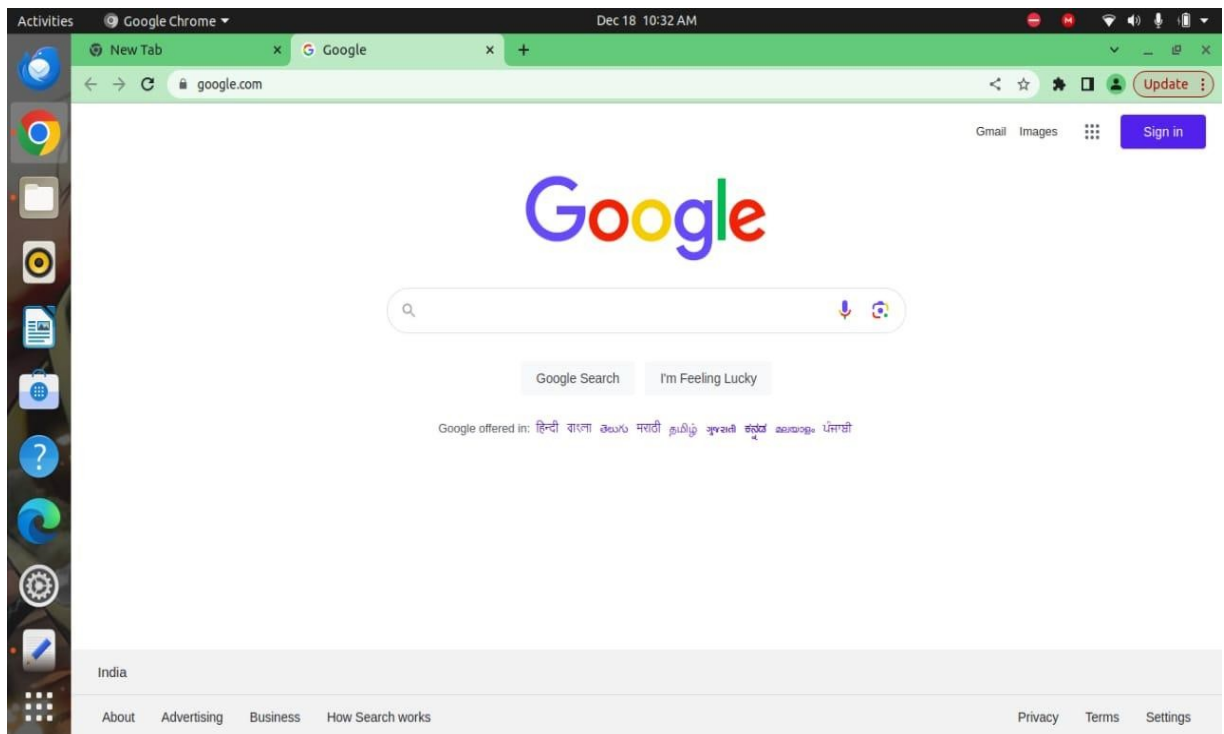 Activities Google Chrome Dec 18 10:32 AM
New Tab Google
google.com Update
Gmail Images Sign in
Google
Google Search I'm Feeling Lucky
Google offered in: हिन्दी বাংলা తెలుగు मराठी தமிழ் ગુજરાતી ಕನ್ನಡ മലയാളം ਪੰਜਾਬੀ
India
About Advertising Business How Search works Privacy Terms Settings